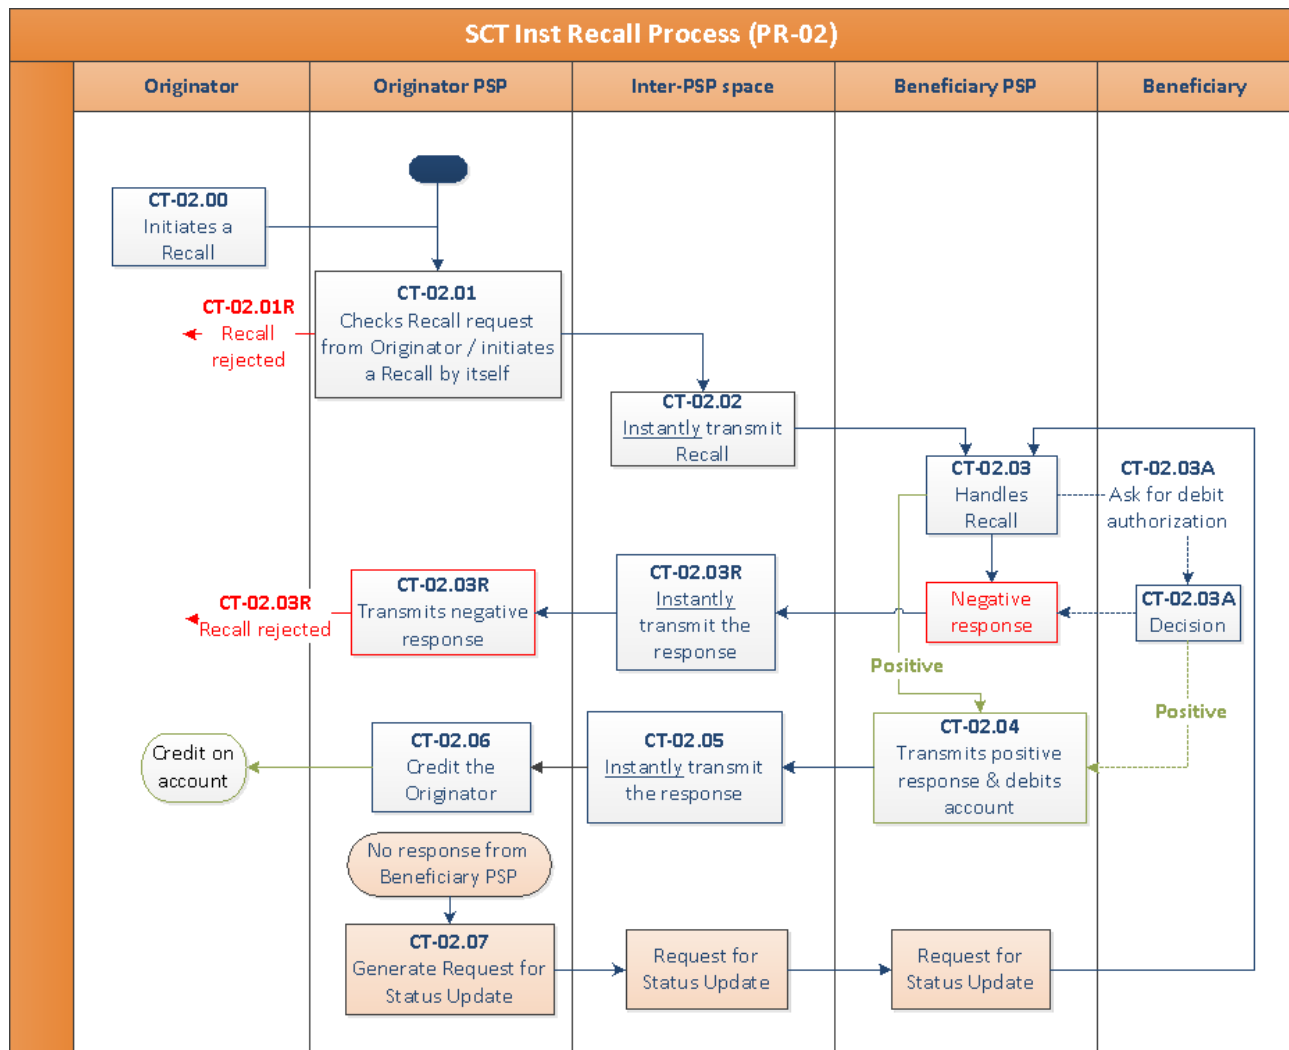 SCT Inst Recall Process (PR-02)
Originator
Originator PSP
Inter-PSP space
Beneficiary PSP
Beneficiary
CT-02.00
Initiates a
Recall
CT-02.01R
Recall
rejected
CT-02.01
Checks Recall request
from Originator / initiates
a Recall by itself
CT-02.02
Instantly transmit
Recall
CT-02.03
Handles
Recall
CT-02.03A
Ask for debit
authorization
CT-02.03R
Recall rejected
CT-02.03R
Transmits negative
response
CT-02.03R
Instantly
transmit the
response
Negative
response
CT-02.03A
Decision
Positive
Positive
Credit on
account
CT-02.06
Credit the
Originator
CT-02.05
Instantly transmit
the response
CT-02.04
Transmits positive
response & debits
account
No response from
Beneficiary PSP
CT-02.07
Generate Request for
Status Update
Request for
Status Update
Request for
Status Update